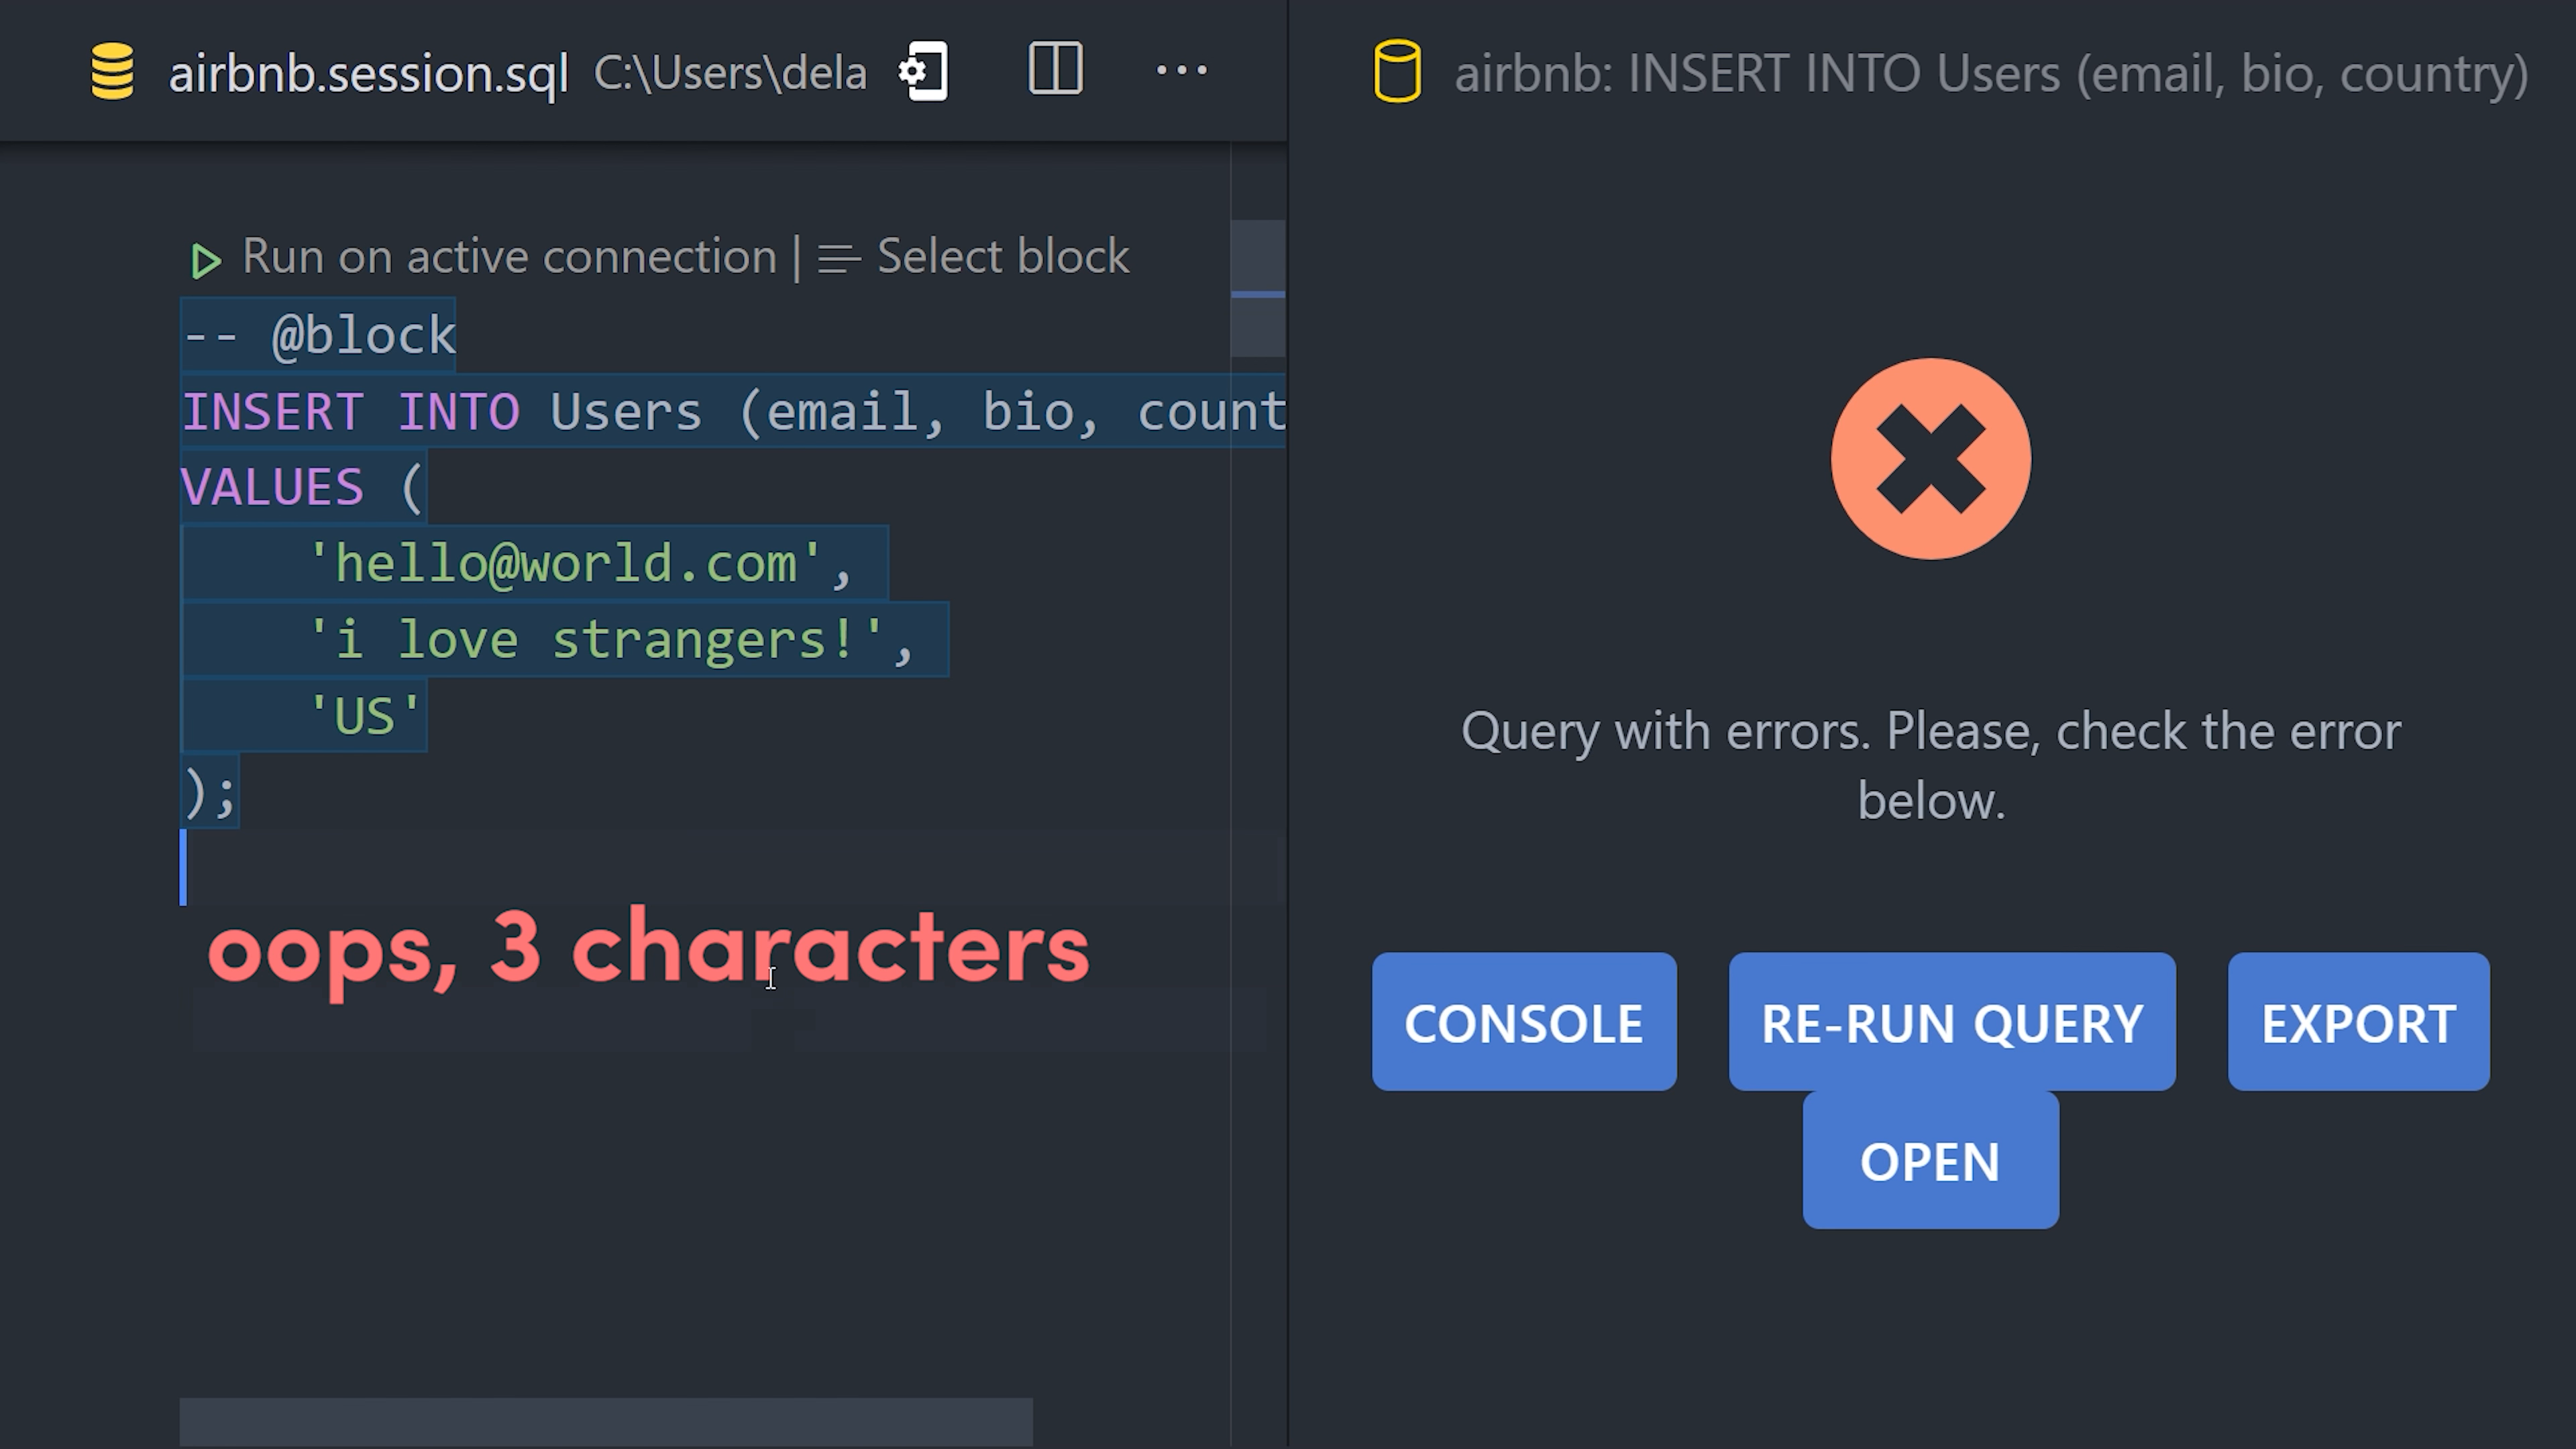 airbnb.session.sql C:\Users\dela
Run on active connection | Select block
-- @block
INSERT INTO Users (email, bio, count
VALUES (
'hello@world.com',
'i love strangers!',
'US'
);
oops, 3 characters
airbnb: INSERT INTO Users (email, bio, country)
Query with errors. Please, check the error
below.
CONSOLE RE-RUN QUERY EXPORT
OPEN